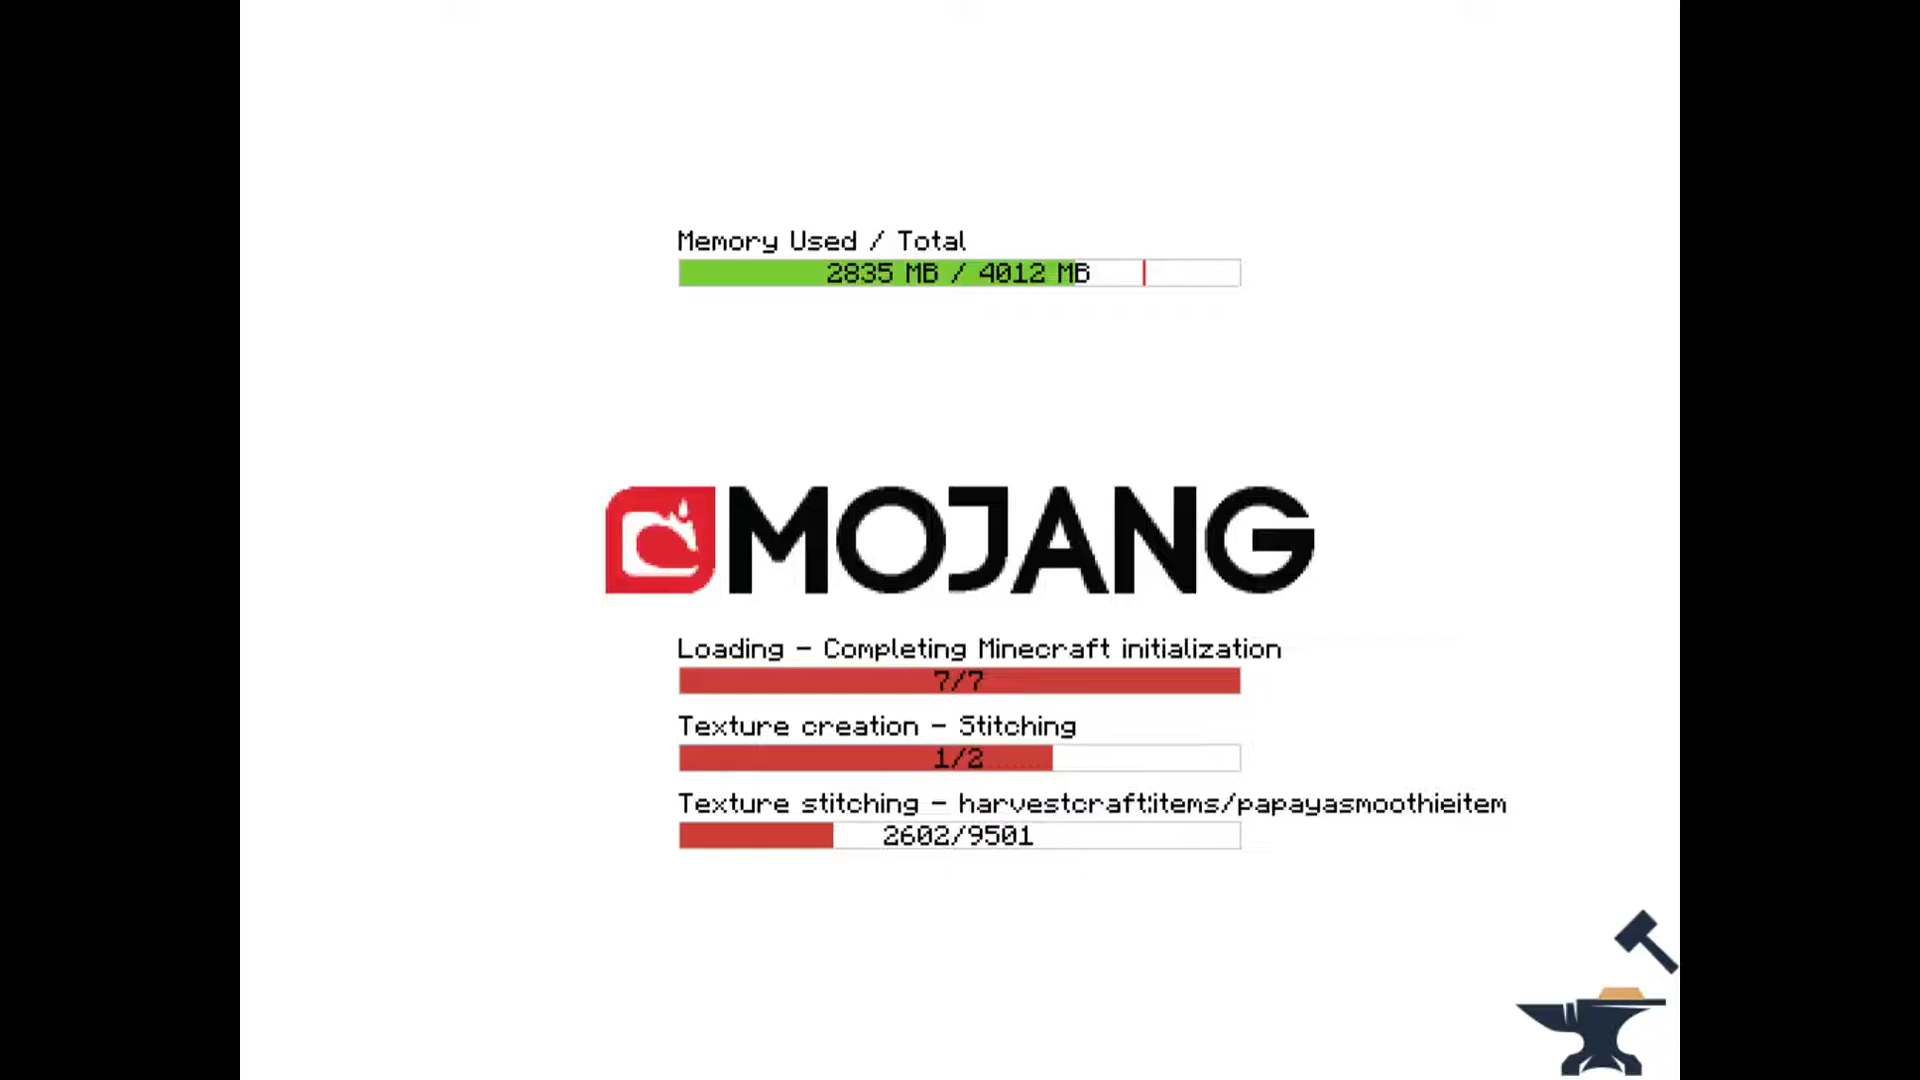 Memory Used / Total
2835 MB / 4012 MB
MOJANG
Loading - Completing Minecraft initialization
7/7
Texture creation - Stitching
1/2
Texture stitching - harvestcraft:items/papayasmoothieitem
2602/9501